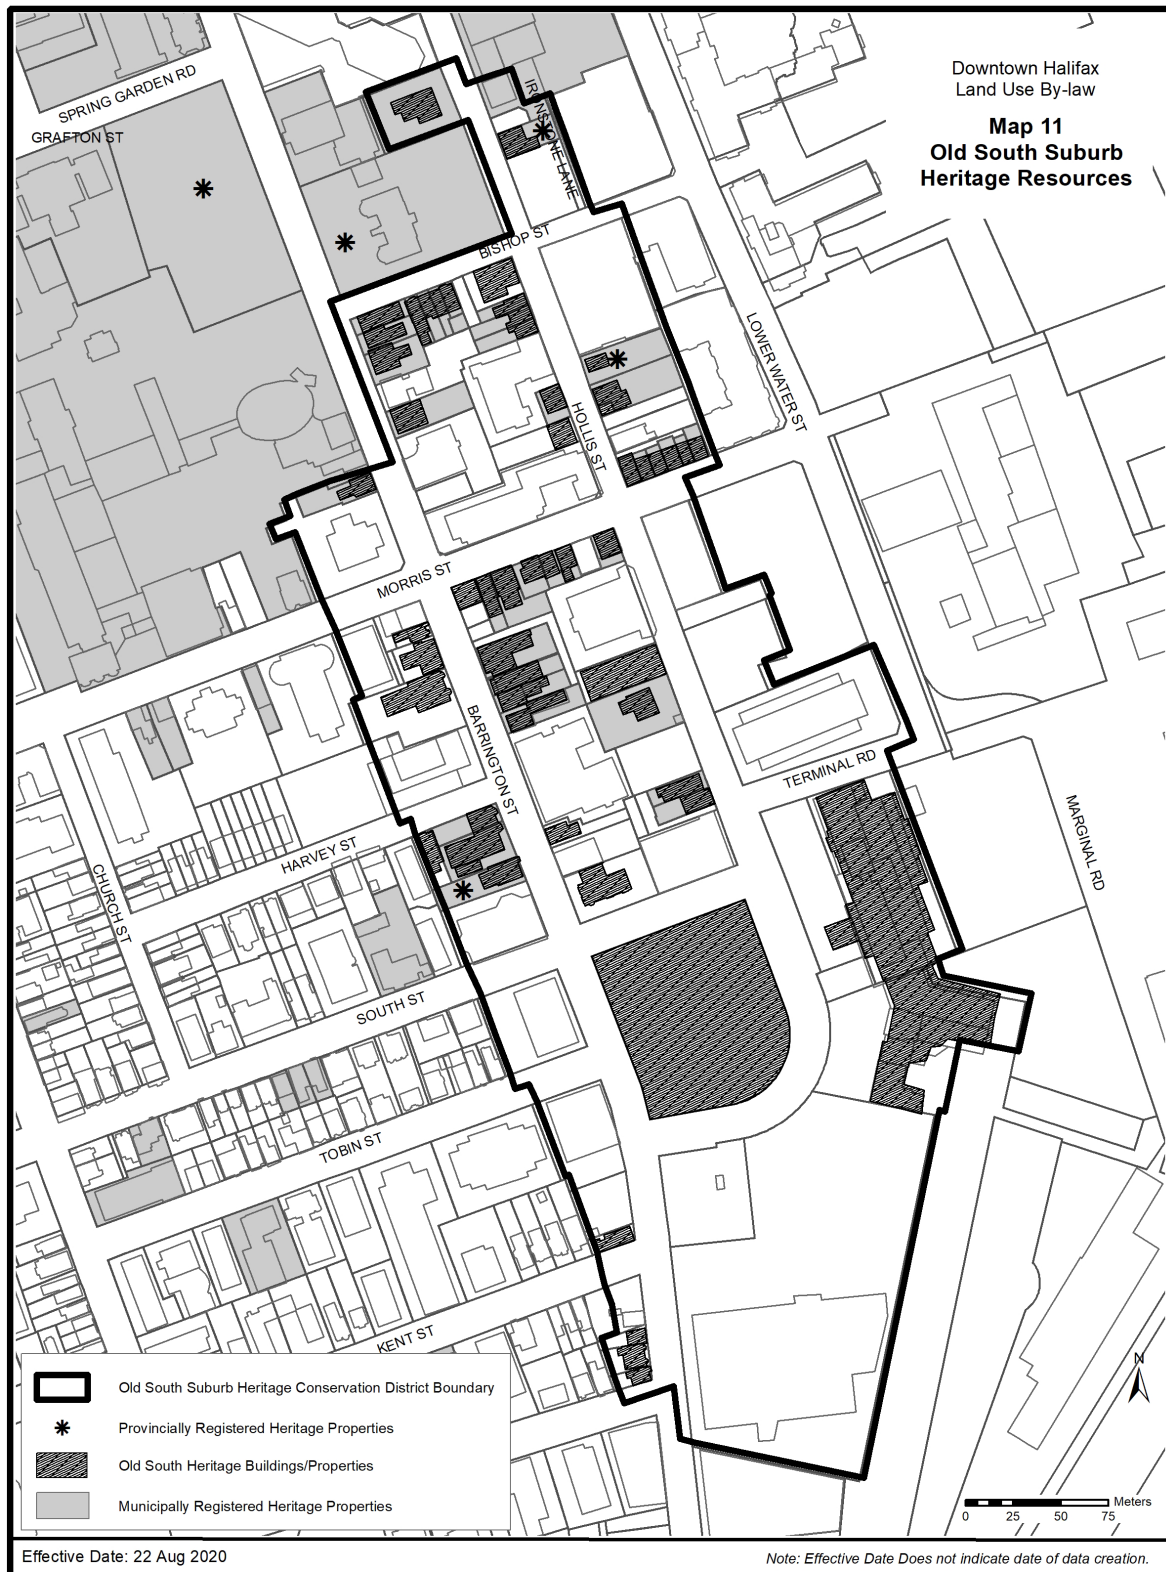 Downtown Halifax
Land Use By-law
Map 11
Old South Suburb
Heritage Resources
SPRING GARDEN RD
GRAFTON ST
IRONSTONE LANE
BISHOP ST
LOWER WATER ST
HOLLIS ST
MORRIS ST
BARRINGTON ST
TERMINAL RD
MARGINAL RD
HARVEY ST
CHURCH ST
SOUTH ST
TOBIN ST
KENT ST
Old South Suburb Heritage Conservation District Boundary
Provincially Registered Heritage Properties
Old South Heritage Buildings/Properties
Municipally Registered Heritage Properties
N
Meters
0 25 50 75
Effective Date: 22 Aug 2020
Note: Effective Date Does not indicate date of data creation.